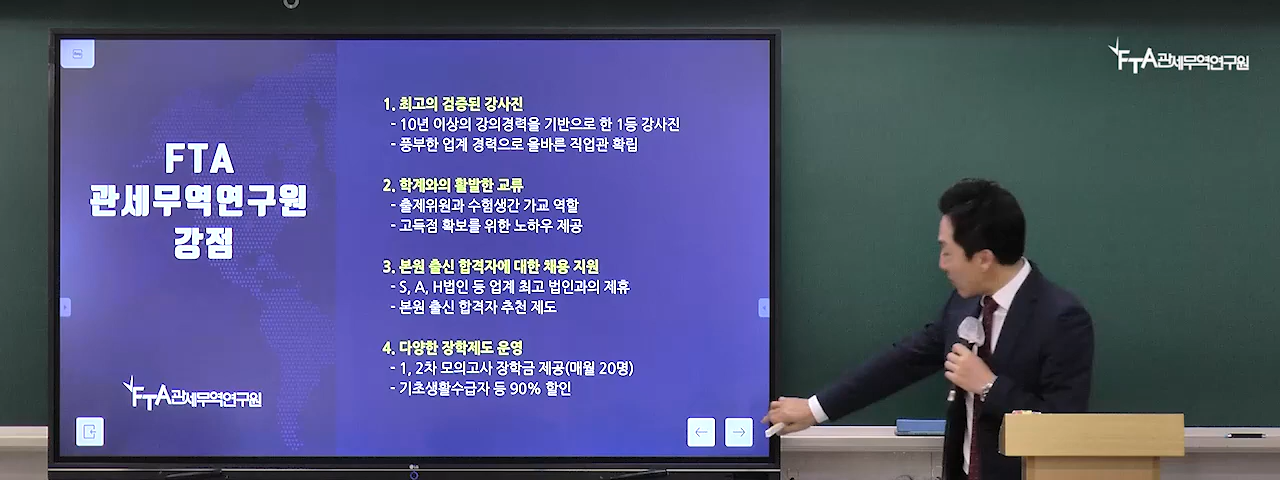 FTA
관세무역연구원
강점
FTA관세무역연구원
1. 최고의 검증된 강사진
- 10년 이상의 강의경력을 기반으로 한 1등 강사진
- 풍부한 업계 경력으로 올바른 직업관 확립
2. 학계와의 활발한 교류
- 출제위원과 수험생간 가교 역할
- 고득점 확보를 위한 노하우 제공
3. 본원 출신 합격자에 대한 채용 지원
- S, A, H법인 등 업계 최고 법인과의 제휴
- 본원 출신 합격자 추천 제도
4. 다양한 장학제도 운영
- 1, 2차 모의고사 장학금 제공(매월 20명)
- 기초생활수급자 등 90% 할인
FTA관세무역연구원